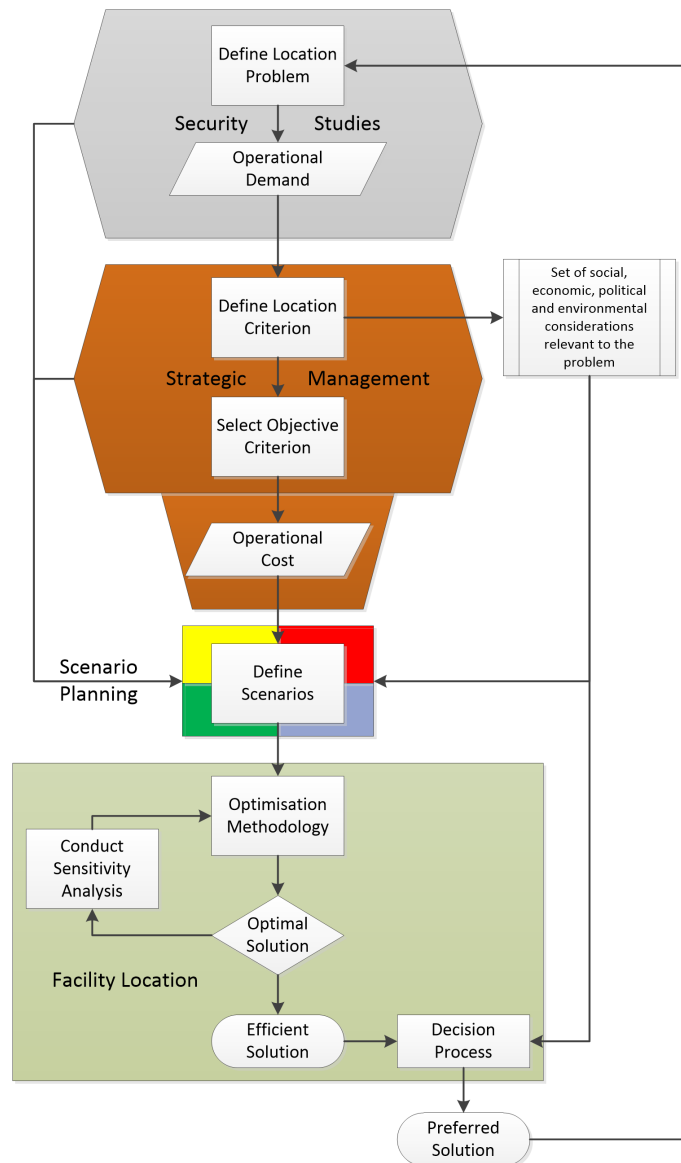 Define Location
Problem
Security Studies
Operational
Demand
Define Location
Criterion
Set of social,
economic, political
and environmental
considerations
relevant to the
problem
Strategic Management
Select Objective
Criterion
Operational
Cost
Scenario
Planning
Define
Scenarios
Optimisation
Methodology
Conduct
Sensitivity
Analysis
Optimal
Solution
Facility Location
Efficient
Solution
Decision
Process
Preferred
Solution